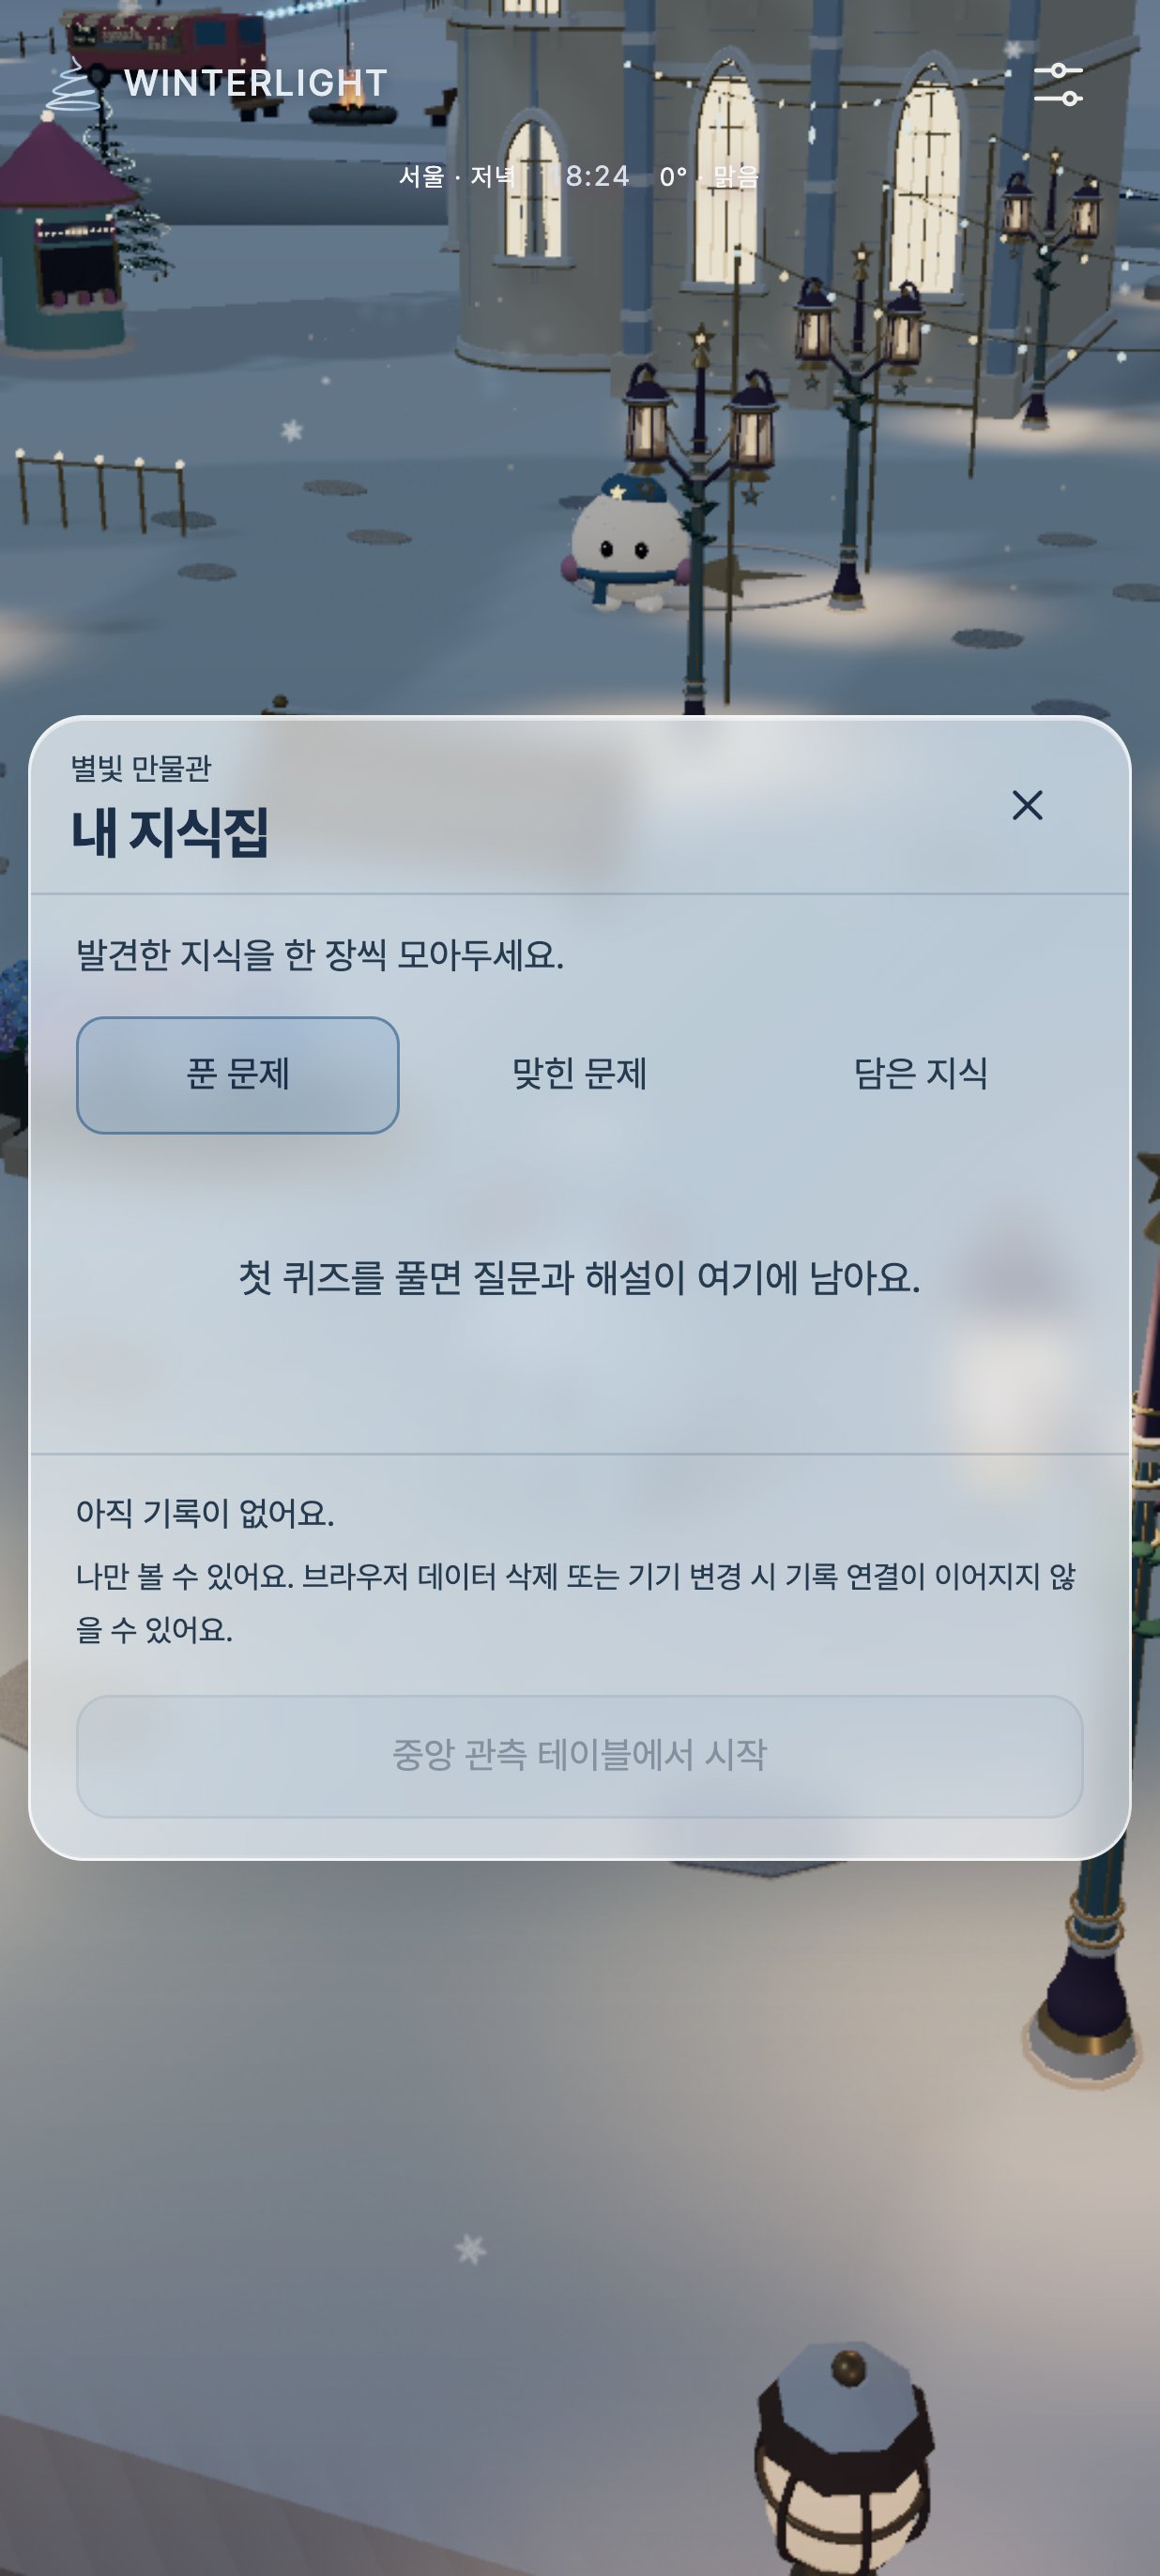 WINTERLIGHT
서울 · 저녁 18:24 0° · 맑음
별빛 만물관
내 지식집
발견한 지식을 한 장씩 모아두세요.
푼 문제 맞힌 문제 담은 지식
첫 퀴즈를 풀면 질문과 해설이 여기에 남아요.
아직 기록이 없어요.
나만 볼 수 있어요. 브라우저 데이터 삭제 또는 기기 변경 시 기록 연결이 이어지지 않
을 수 있어요.
중앙 관측 테이블에서 시작